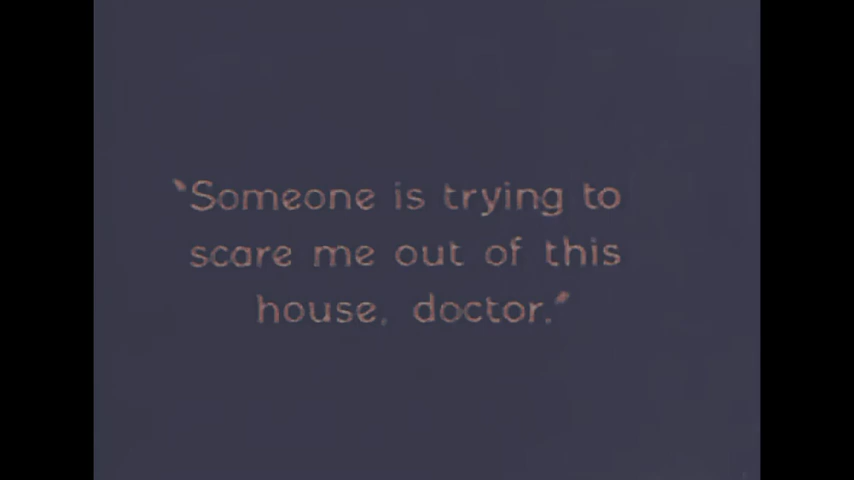 "Someone is trying to
scare me out of this
house, doctor."